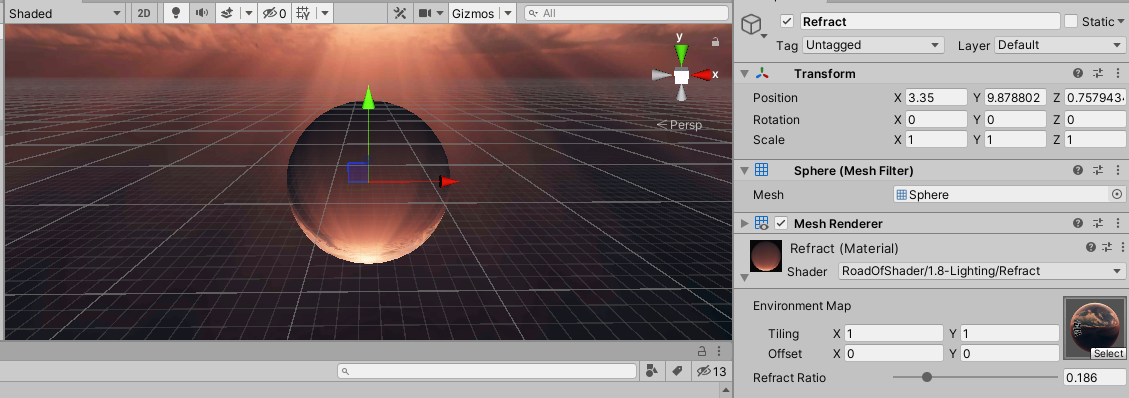 Shaded 2D 0 Gizmos All
y
x
Persp
13
Refract Static
Tag Untagged Layer Default
Transform
Position X 3.35 Y 9.878802 Z 0.757943
Rotation X 0 Y 0 Z 0
Scale X 1 Y 1 Z 1
Sphere (Mesh Filter)
Mesh Sphere
Mesh Renderer
Refract (Material)
Shader RoadOfShader/1.8-Lighting/Refract
Environment Map
Tiling X 1 Y 1
Offset X 0 Y 0
Select
Refract Ratio 0.186